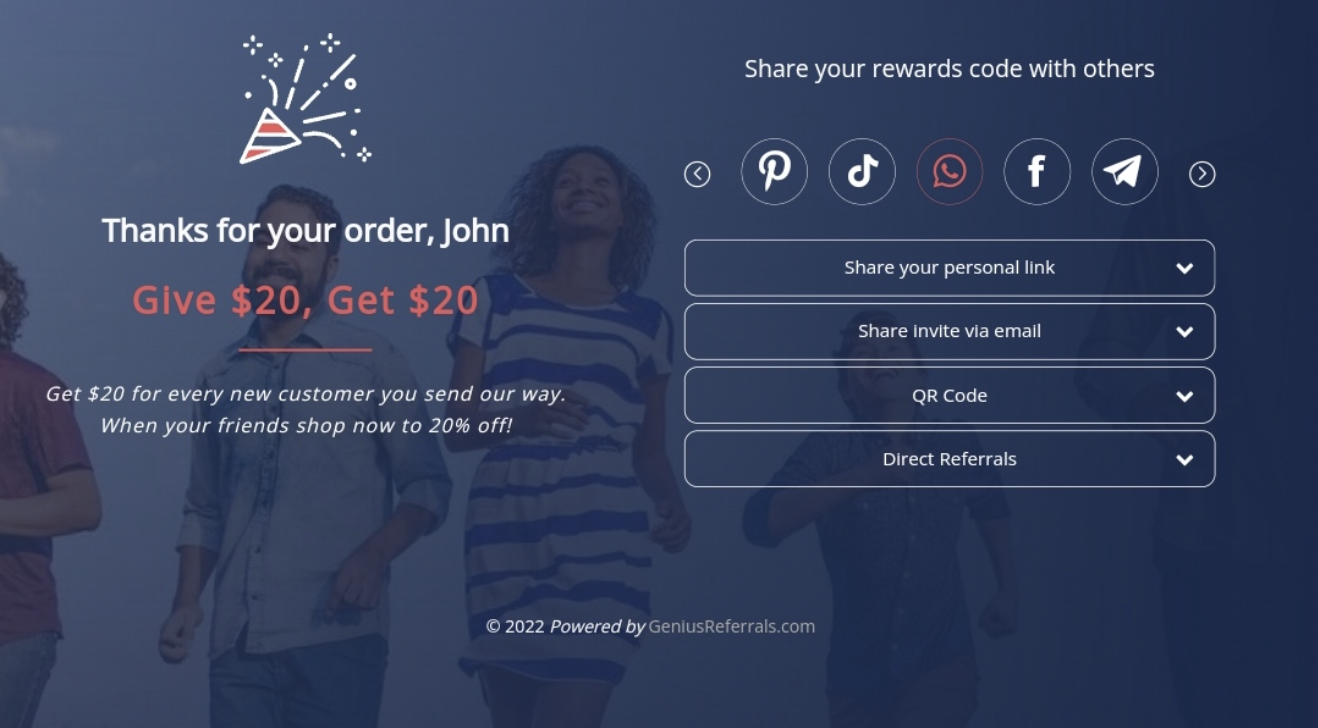 Thanks for your order, John
Give $20, Get $20
Get $20 for every new customer you send our way.
When your friends shop now to 20% off!
Share your rewards code with others
Share your personal link
Share invite via email
QR Code
Direct Referrals
© 2022 Powered by GeniusReferrals.com